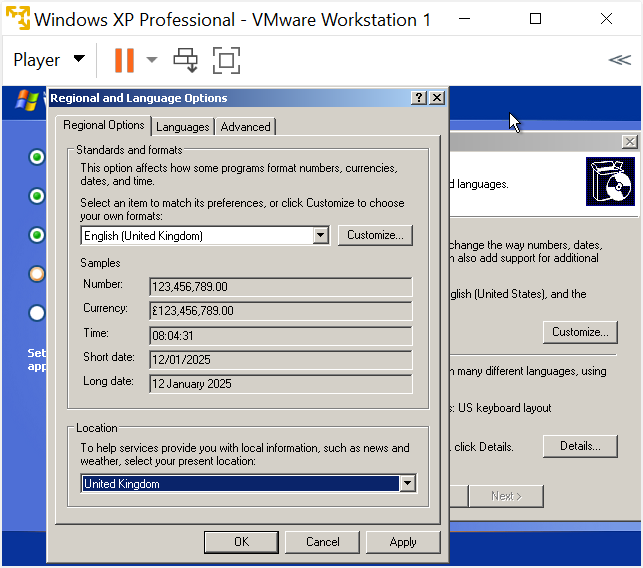 Windows XP Professional - VMware Workstation 1
Player
Regional and Language Options
Regional Options
Languages
Advanced
Standards and formats
This option affects how some programs format numbers, currencies,
dates, and time.
Select an item to match its preferences, or click Customize to choose
your own formats:
English (United Kingdom)
Customize...
Samples
Number:
123,456,789.00
Currency:
£123,456,789.00
Time:
08:04:31
Short date:
12/01/2025
Long date:
12 January 2025
Location
To help services provide you with local information, such as news and
weather, select your present location:
United Kingdom
OK
Cancel
Apply
d languages.
change the way numbers, dates,
n also add support for additional
glish (United States), and the
Customize...
n many different languages, using
s: US keyboard layout
, click Details.
Details...
Next >
Set
app